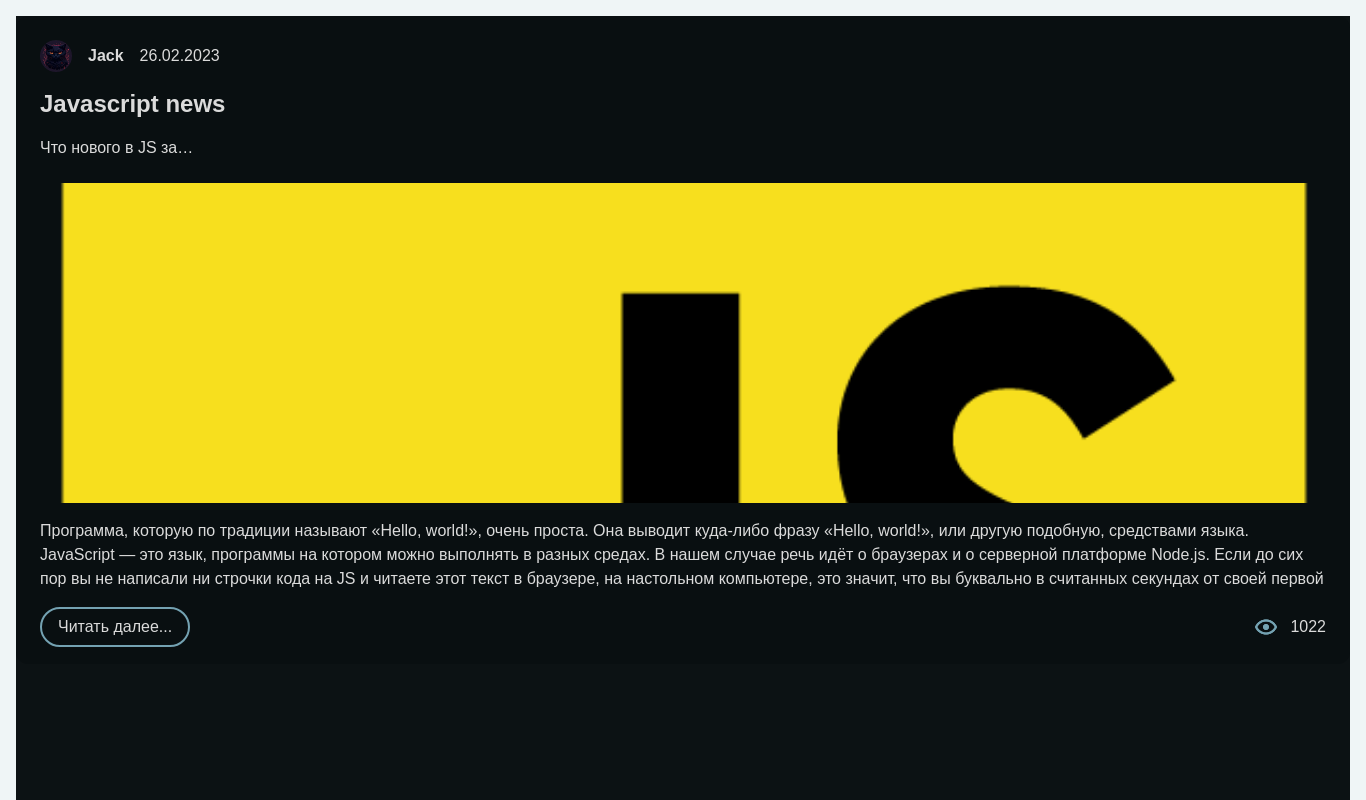 Jack 26.02.2023
Javascript news
Что нового в JS за…
JS
Программа, которую по традиции называют «Hello, world!», очень проста. Она выводит куда-либо фразу «Hello, world!», или другую подобную, средствами языка.
JavaScript — это язык, программы на котором можно выполнять в разных средах. В нашем случае речь идёт о браузерах и о серверной платформе Node.js. Если до сих
пор вы не написали ни строчки кода на JS и читаете этот текст в браузере, на настольном компьютере, это значит, что вы буквально в считанных секундах от своей первой
Читать далее... 1022